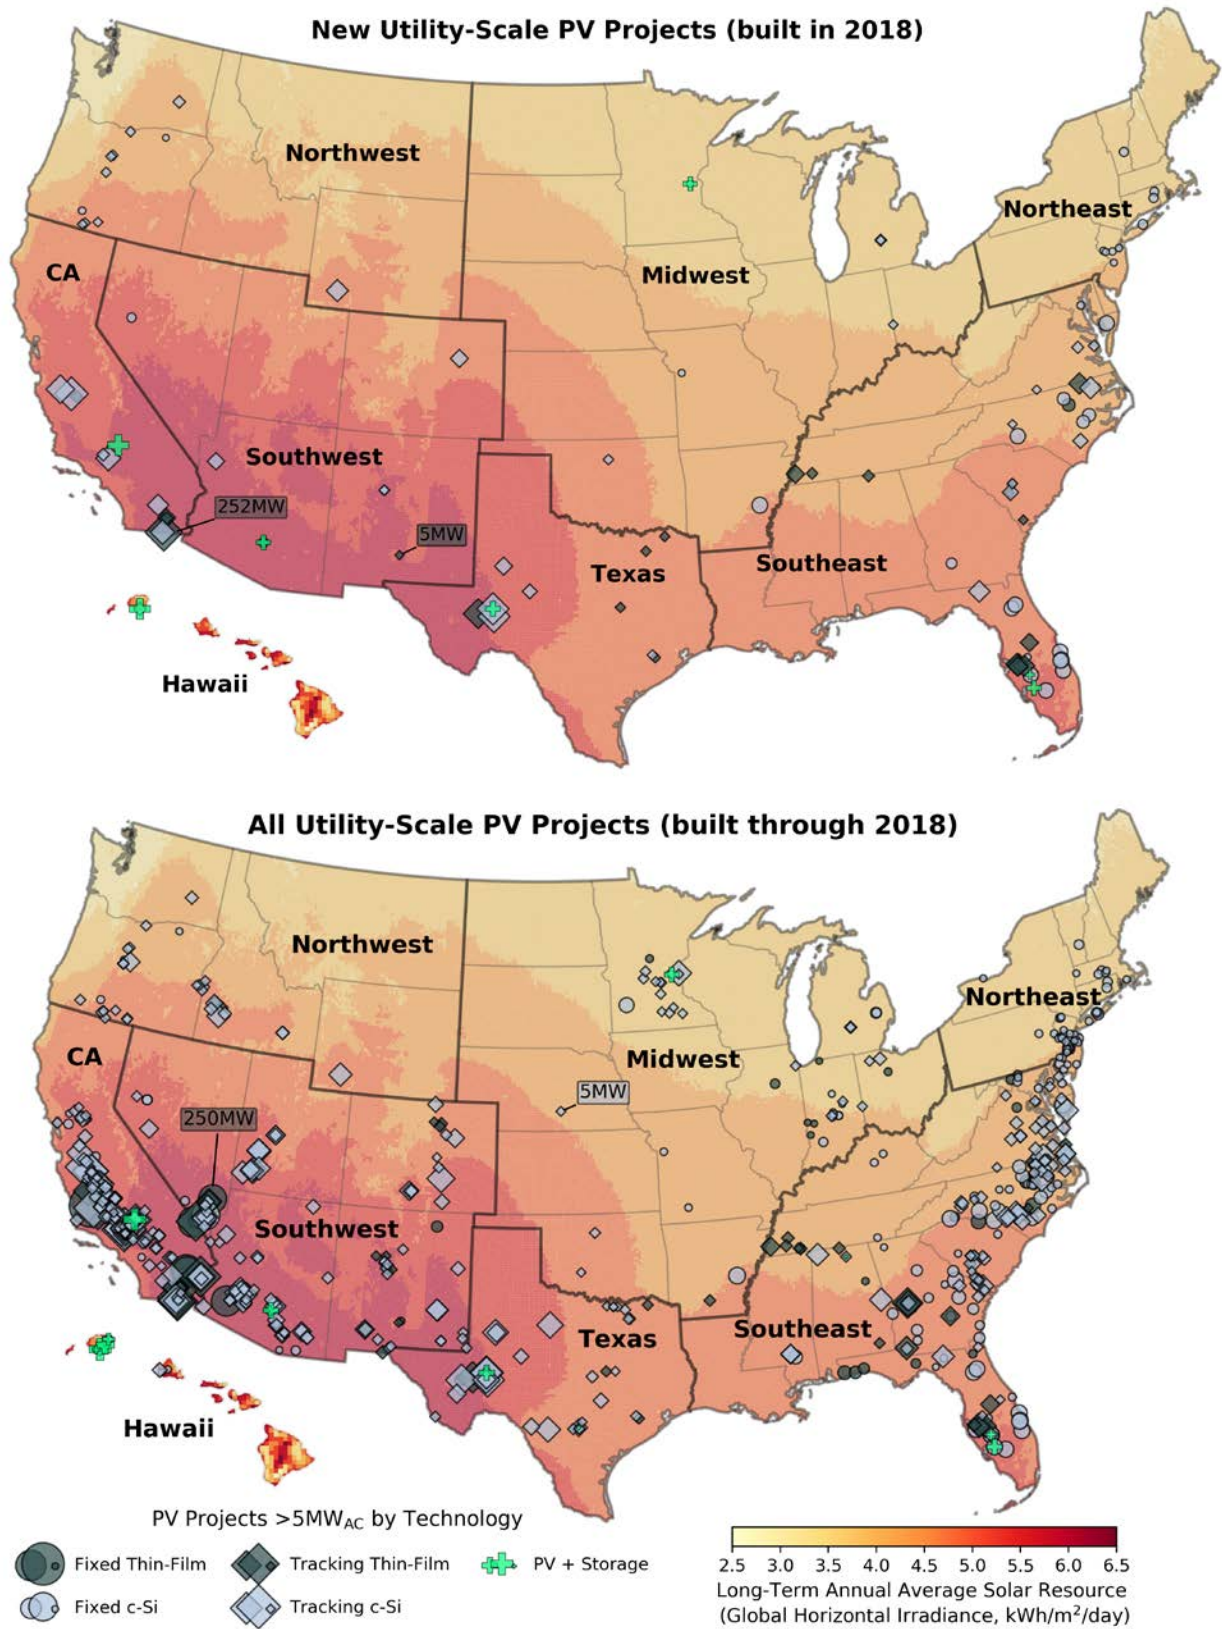 New Utility-Scale PV Projects (built in 2018)
Northwest
Northeast
CA
Midwest
Southwest
252MW
5MW
Texas
Southeast
Hawaii
All Utility-Scale PV Projects (built through 2018)
Northwest
Northeast
CA
Midwest
5MW
250MW
Southwest
Texas
Southeast
Hawaii
PV Projects >5MWAC by Technology
Fixed Thin-Film
Tracking Thin-Film
PV + Storage
Fixed c-Si
Tracking c-Si
2.5 3.0 3.5 4.0 4.5 5.0 5.5 6.0 6.5
Long-Term Annual Average Solar Resource
(Global Horizontal Irradiance, kWh/m²/day)